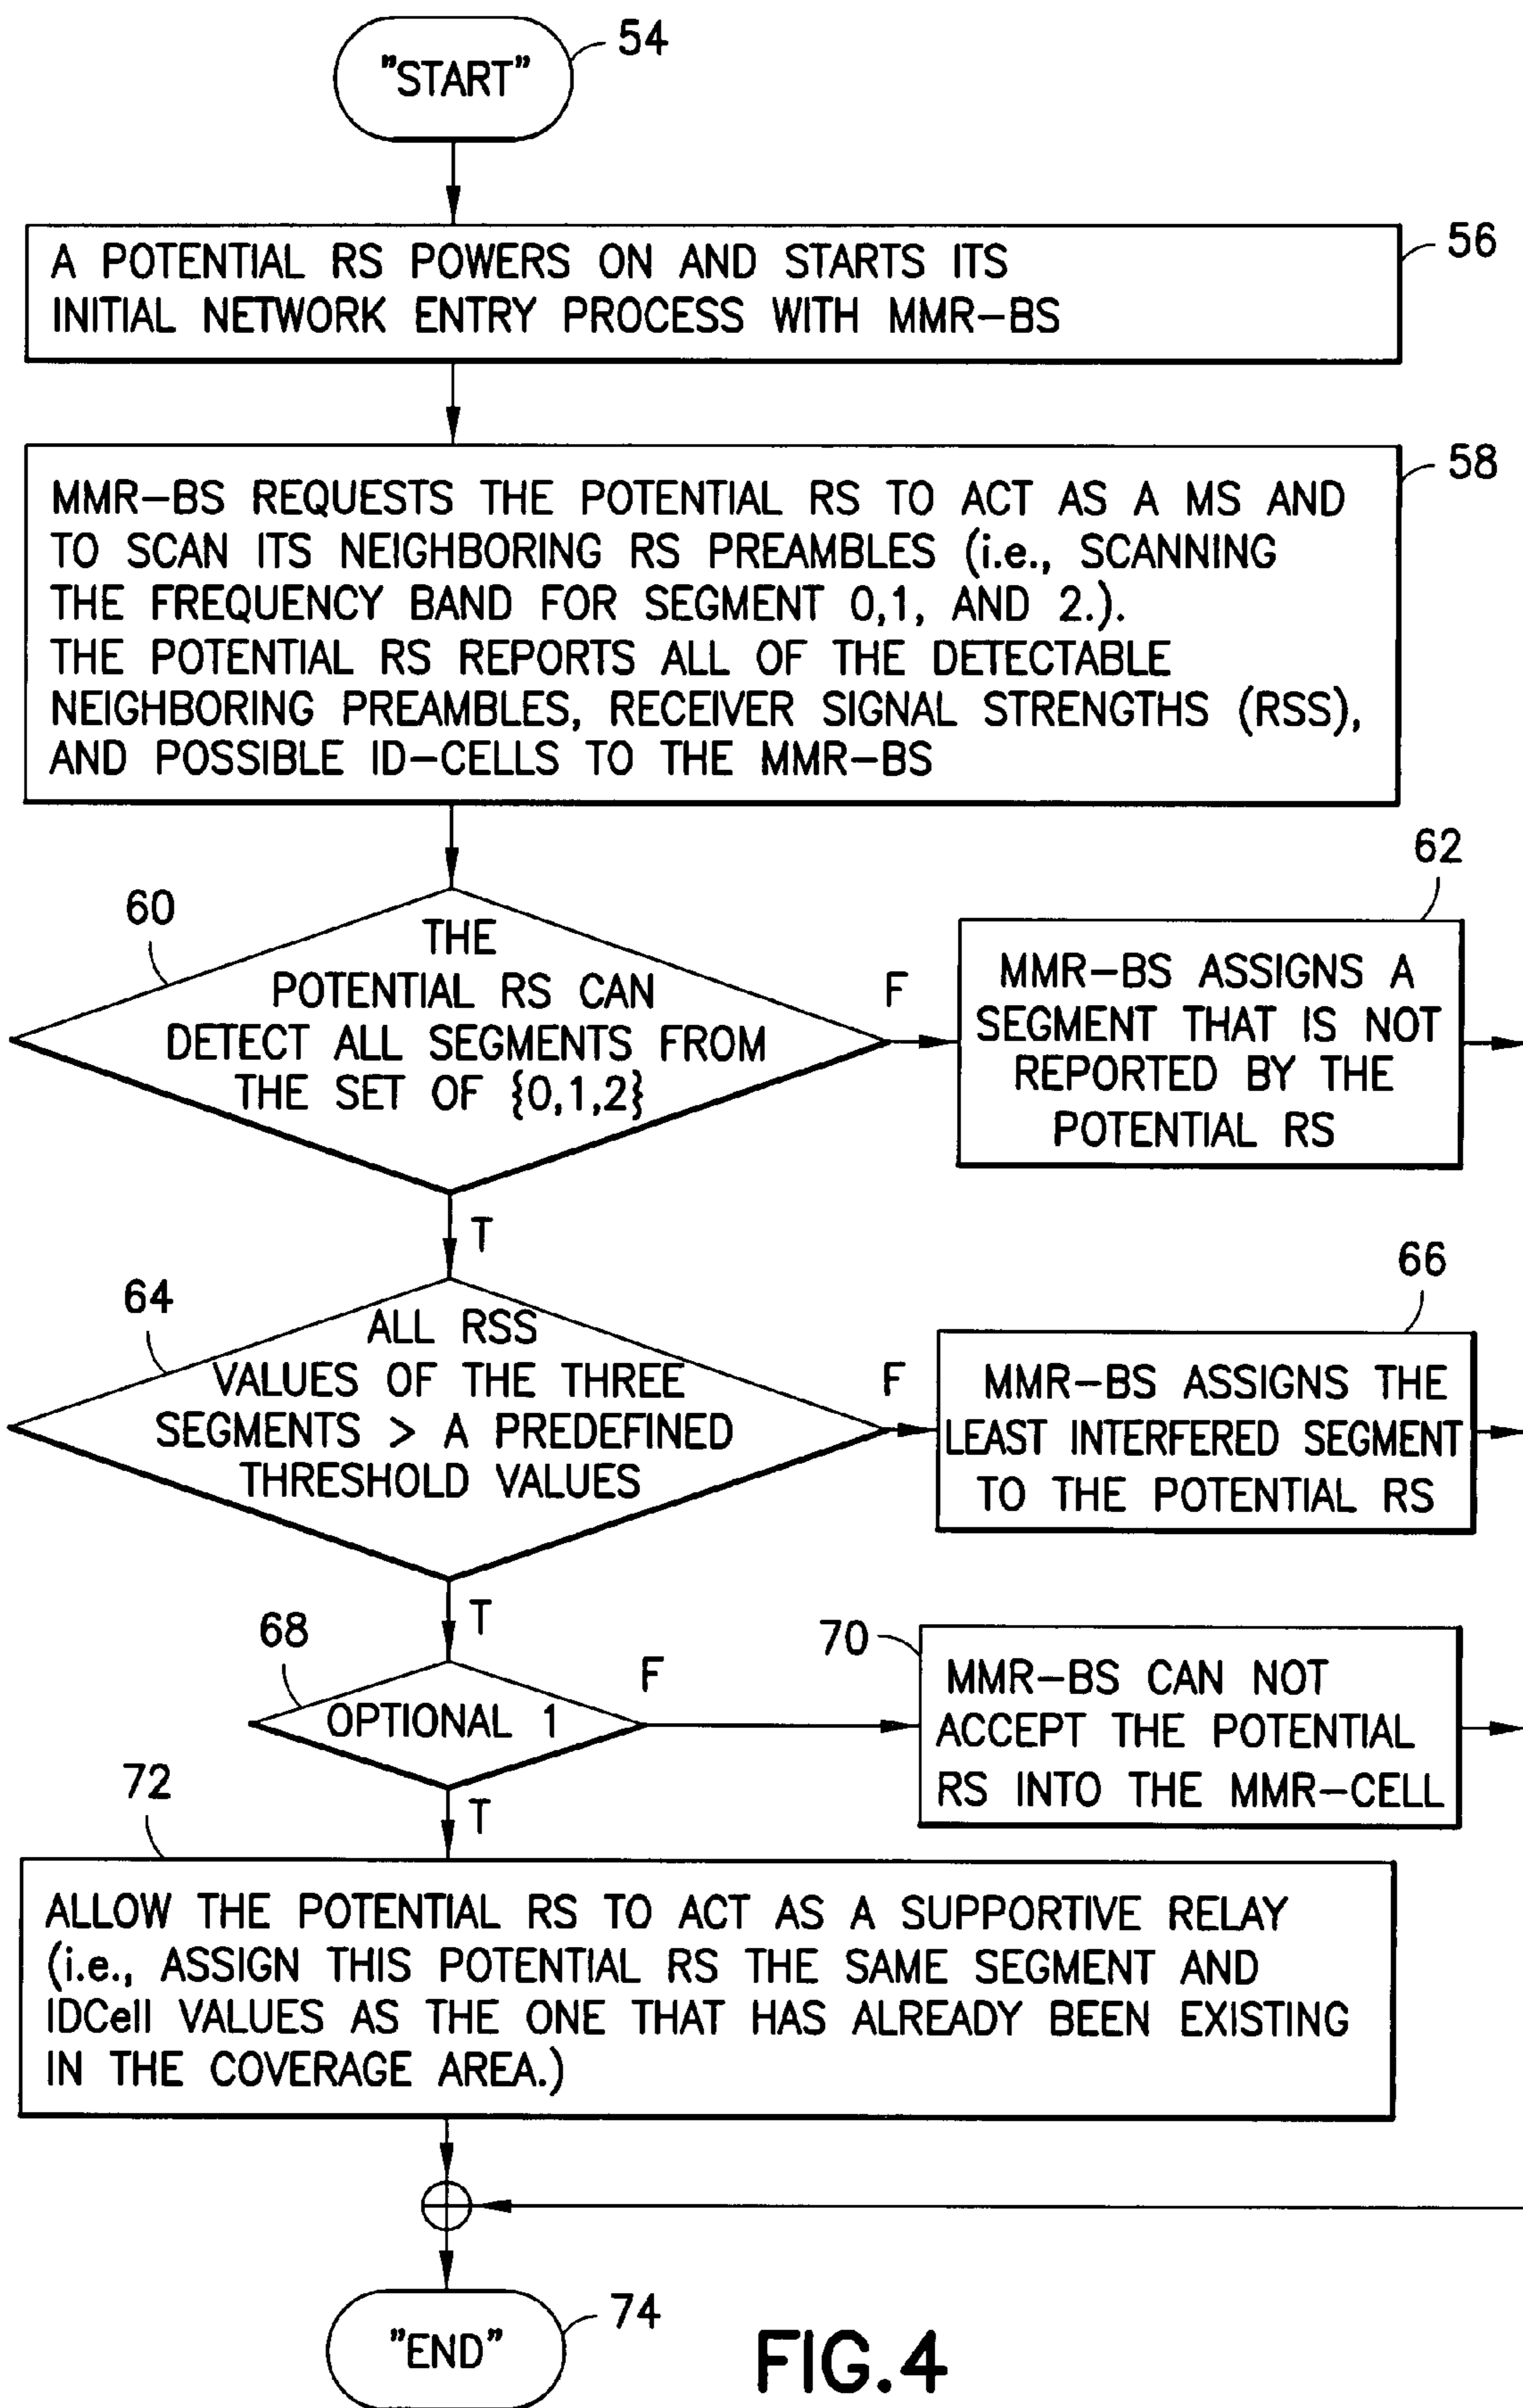 "START"
54
A POTENTIAL RS POWERS ON AND STARTS ITS
INITIAL NETWORK ENTRY PROCESS WITH MMR-BS
56
MMR-BS REQUESTS THE POTENTIAL RS TO ACT AS A MS AND
TO SCAN ITS NEIGHBORING RS PREAMBLES (i.e., SCANNING
THE FREQUENCY BAND FOR SEGMENT 0,1, AND 2.).
THE POTENTIAL RS REPORTS ALL OF THE DETECTABLE
NEIGHBORING PREAMBLES, RECEIVER SIGNAL STRENGTHS (RSS),
AND POSSIBLE ID-CELLS TO THE MMR-BS
58
60
THE
POTENTIAL RS CAN
DETECT ALL SEGMENTS FROM
THE SET OF {0,1,2}
F
62
MMR-BS ASSIGNS A
SEGMENT THAT IS NOT
REPORTED BY THE
POTENTIAL RS
T
64
ALL RSS
VALUES OF THE THREE
SEGMENTS > A PREDEFINED
THRESHOLD VALUES
F
66
MMR-BS ASSIGNS THE
LEAST INTERFERED SEGMENT
TO THE POTENTIAL RS
T
68
OPTIONAL 1
F
70
MMR-BS CAN NOT
ACCEPT THE POTENTIAL
RS INTO THE MMR-CELL
T
72
ALLOW THE POTENTIAL RS TO ACT AS A SUPPORTIVE RELAY
(i.e., ASSIGN THIS POTENTIAL RS THE SAME SEGMENT AND
IDCell VALUES AS THE ONE THAT HAS ALREADY BEEN EXISTING
IN THE COVERAGE AREA.)
"END"
74
FIG.4